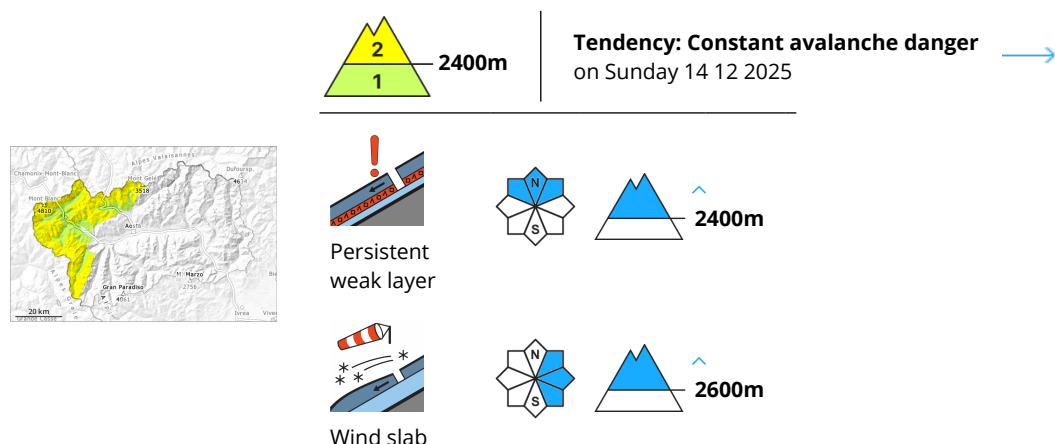 2
1
2400m
Tendency: Constant avalanche danger
on Sunday 14 12 2025
Alpes Valaisannes
Chamonix-Mont-Blanc
Mont Gelé
3518
Dufoursp.
Mont Blanc
4810
Aosta
M. Marzo
2756
Gran Paradiso
4061
20 km
Grande Casse
Ivrea
N
S
2400m
Persistent
weak layer
N
S
2600m
Wind slab